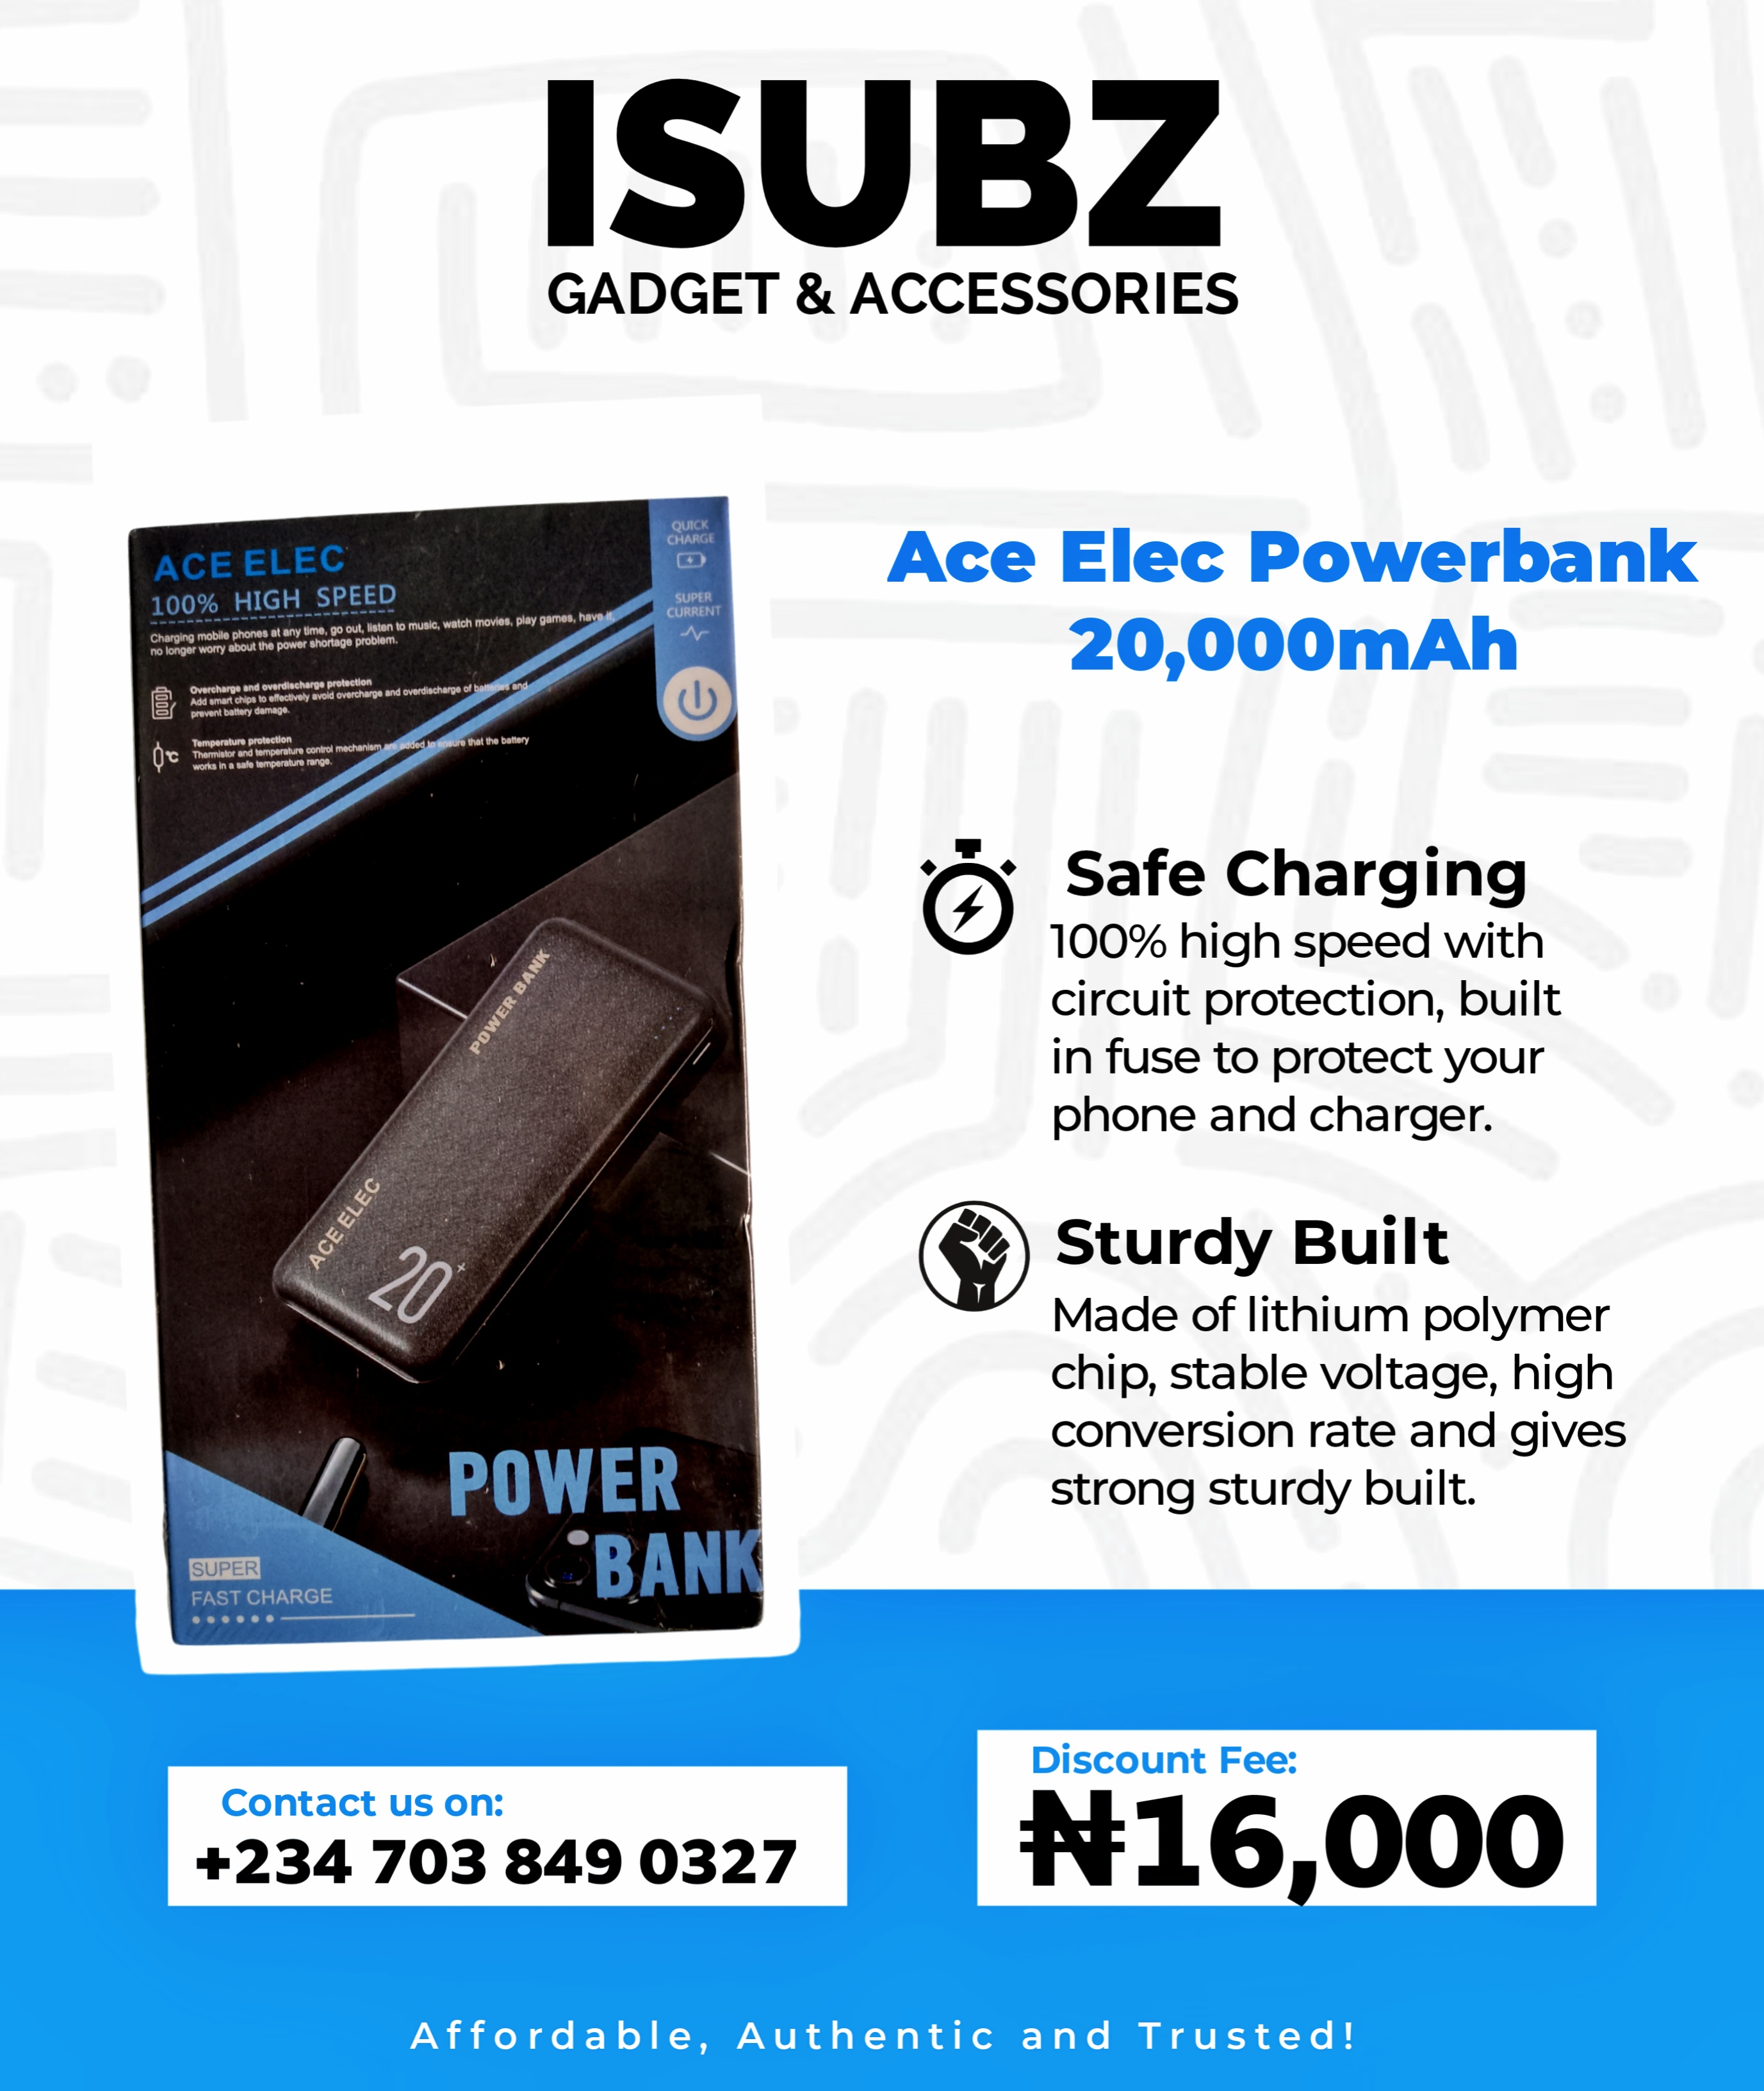 ISUBZ
GADGET & ACCESSORIES
ACE ELEC
100% HIGH SPEED
Charging mobile phones at any time, go out, listen to music, watch movies, play games, have it,
no longer worry about the power shortage problem.
Overcharge and overdischarge protection
Add smart chips to effectively avoid overcharge and overdischarge of batteries and
prevent battery damage.
Temperature protection
Thermistor and temperature control mechanism are added to ensure that the battery
works in a safe temperature range.
°C
QUICK
CHARGE
SUPER
CURRENT
POWER BANK
ACE ELEC
20+
POWER
BANK
SUPER
FAST CHARGE
Ace Elec Powerbank
20,000mAh
Safe Charging
100% high speed with
circuit protection, built
in fuse to protect your
phone and charger.
Sturdy Built
Made of lithium polymer
chip, stable voltage, high
conversion rate and gives
strong sturdy built.
Contact us on:
+234 703 849 0327
Discount Fee:
₦16,000
Affordable, Authentic and Trusted!